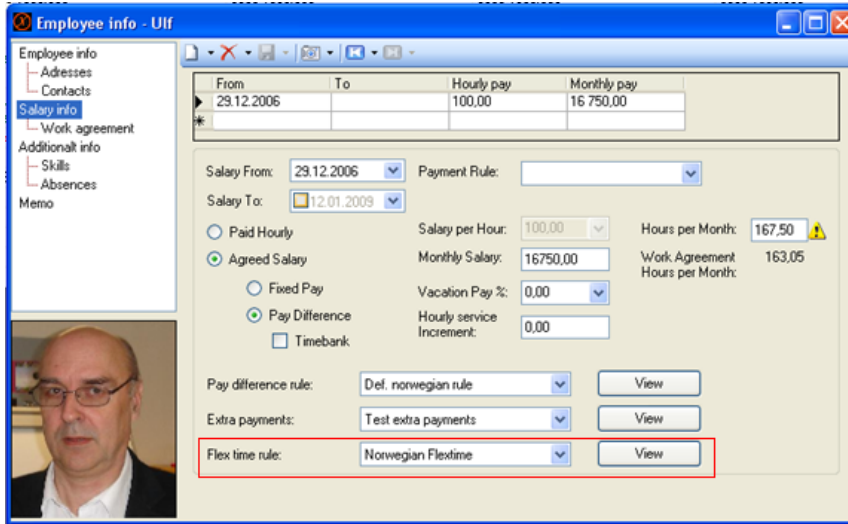 Employee info - Ulf
Employee info
Adresses
Contacts
Salary info
Work agreement
Additionalt info
Skills
Absences
Memo
From To Hourly pay Monthly pay
29.12.2006 100,00 16 750,00
Salary From: 29.12.2006 Payment Rule:
Salary To: 12.01.2009
Paid Hourly Salary per Hour: 100,00 Hours per Month: 167,50
Agreed Salary Monthly Salary: 16750,00 Work Agreement Hours per Month: 163,05
Fixed Pay Vacation Pay %: 0,00
Pay Difference Hourly service Increment: 0,00
Timebank
Pay difference rule: Def. norwegian rule View
Extra payments: Test extra payments View
Flex time rule: Norwegian Flextime View